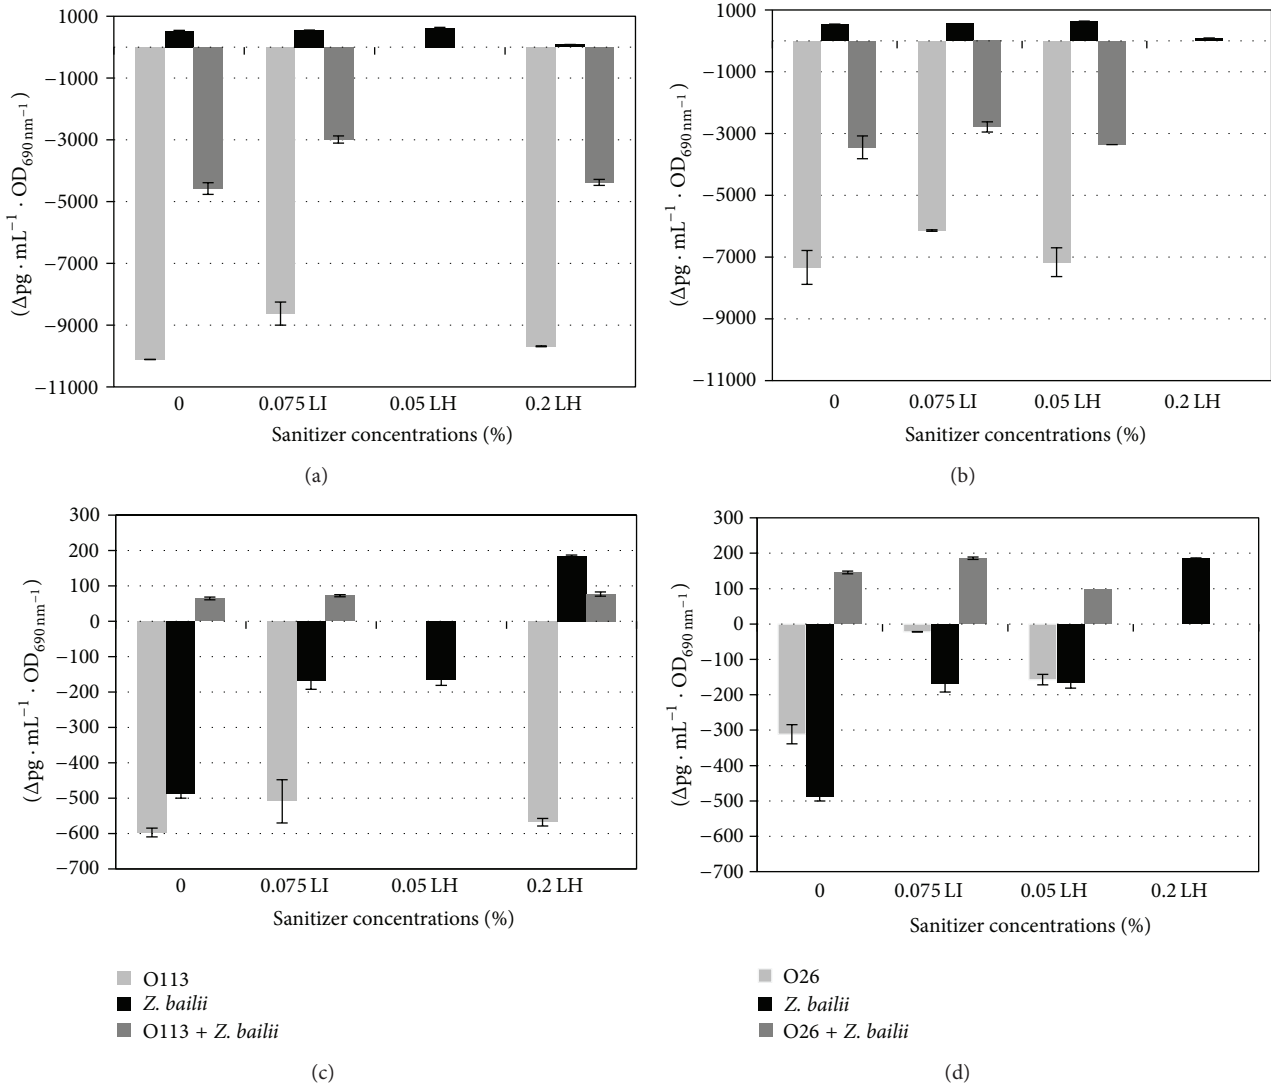 1000
−1000
−3000
−5000
−7000
−9000
−11000
(Δpg · mL−1 · OD690 nm−1)
0 0.075 LI 0.05 LH 0.2 LH
Sanitizer concentrations (%)
(a)
1000
−1000
−3000
−5000
−7000
−9000
−11000
(Δpg · mL−1 · OD690 nm−1)
0 0.075 LI 0.05 LH 0.2 LH
Sanitizer concentrations (%)
(b)
300
200
100
0
−100
−200
−300
−400
−500
−600
−700
(Δpg · mL−1 · OD690 nm−1)
0 0.075 LI 0.05 LH 0.2 LH
Sanitizer concentrations (%)
O113
Z. bailii
O113 + Z. bailii
(c)
300
200
100
0
−100
−200
−300
−400
−500
−600
−700
(Δpg · mL−1 · OD690 nm−1)
0 0.075 LI 0.05 LH 0.2 LH
Sanitizer concentrations (%)
O26
Z. bailii
O26 + Z. bailii
(d)